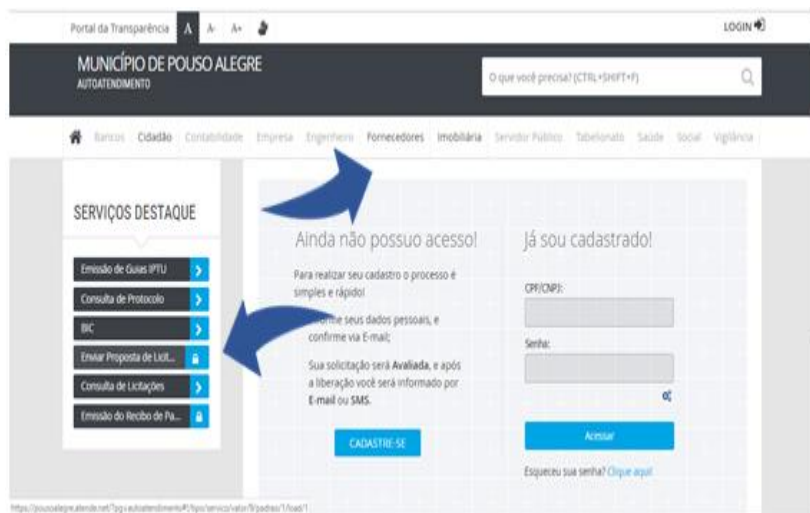 Portal da Transparência A A- A+ LOGIN
MUNICÍPIO DE POUSO ALEGRE
AUTOATENDIMENTO
O que você precisa? (CTRL+SHIFT+F)
Bancos Cidadão Contabilidade Empresa Engenheiro Fornecedores Imobiliária Servidor Público Tabelionato Saúde Social Vigilância
SERVIÇOS DESTAQUE
Emissão de Guias IPTU
Consulta de Protocolo
BIC
Enviar Proposta de Licit...
Consulta de Licitações
Emissão do Recibo de Pa...
Ainda não possuo acesso!
Para realizar seu cadastro o processo é
simples e rápido!
seus dados pessoais, e
confirme via E-mail;
Sua solicitação será Avaliada, e após
a liberação você será informado por
E-mail ou SMS.
CADASTRE-SE
Já sou cadastrado!
CPF/CNPJ:
Senha:
Acessar
Esqueceu sua senha? Clique aqui!